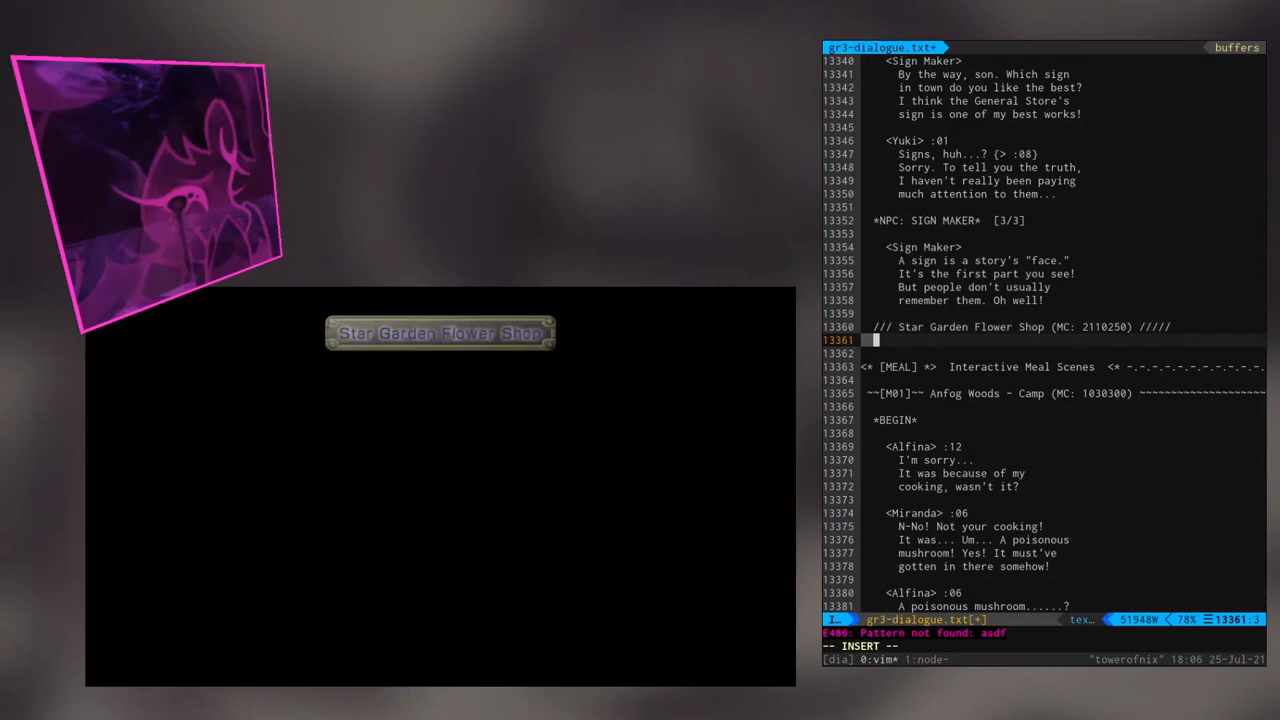 Star Garden Flower Shop
gr3-dialogue.txt+
buffers
13340 <Sign Maker>
13341 By the way, son. Which sign
13342 in town do you like the best?
13343 I think the General Store's
13344 sign is one of my best works!
13345
13346 <Yuki> :01
13347 Signs, huh...? {> :08}
13348 Sorry. To tell you the truth,
13349 I haven't really been paying
13350 much attention to them...
13351
13352 *NPC: SIGN MAKER* [3/3]
13353
13354 <Sign Maker>
13355 A sign is a story's "face."
13356 It's the first part you see!
13357 But people don't usually
13358 remember them. Oh well!
13359
13360 /// Star Garden Flower Shop (MC: 2110250) /////
13361
13362
13363 <* [MEAL] *> Interactive Meal Scenes <* -.-.-.-.-.-.-.-.-.-.-.
13364
13365 ~~[M01]~~ Anfog Woods - Camp (MC: 1030300) ~~~~~~~~~~~~~~~~~~~~
13366
13367 *BEGIN*
13368
13369 <Alfina> :12
13370 I'm sorry...
13371 It was because of my
13372 cooking, wasn't it?
13373
13374 <Miranda> :06
13375 N-No! Not your cooking!
13376 It was... Um... A poisonous
13377 mushroom! Yes! It must've
13378 gotten in there somehow!
13379
13380 <Alfina> :06
13381 A poisonous mushroom......?
I… gr3-dialogue.txt[+] tex… 51949W 78% ☰13361:3
E486: Pattern not found: asdf
-- INSERT --
[dia] 0:vim* 1:node- "towerofnix" 18:06 25-Jul-21